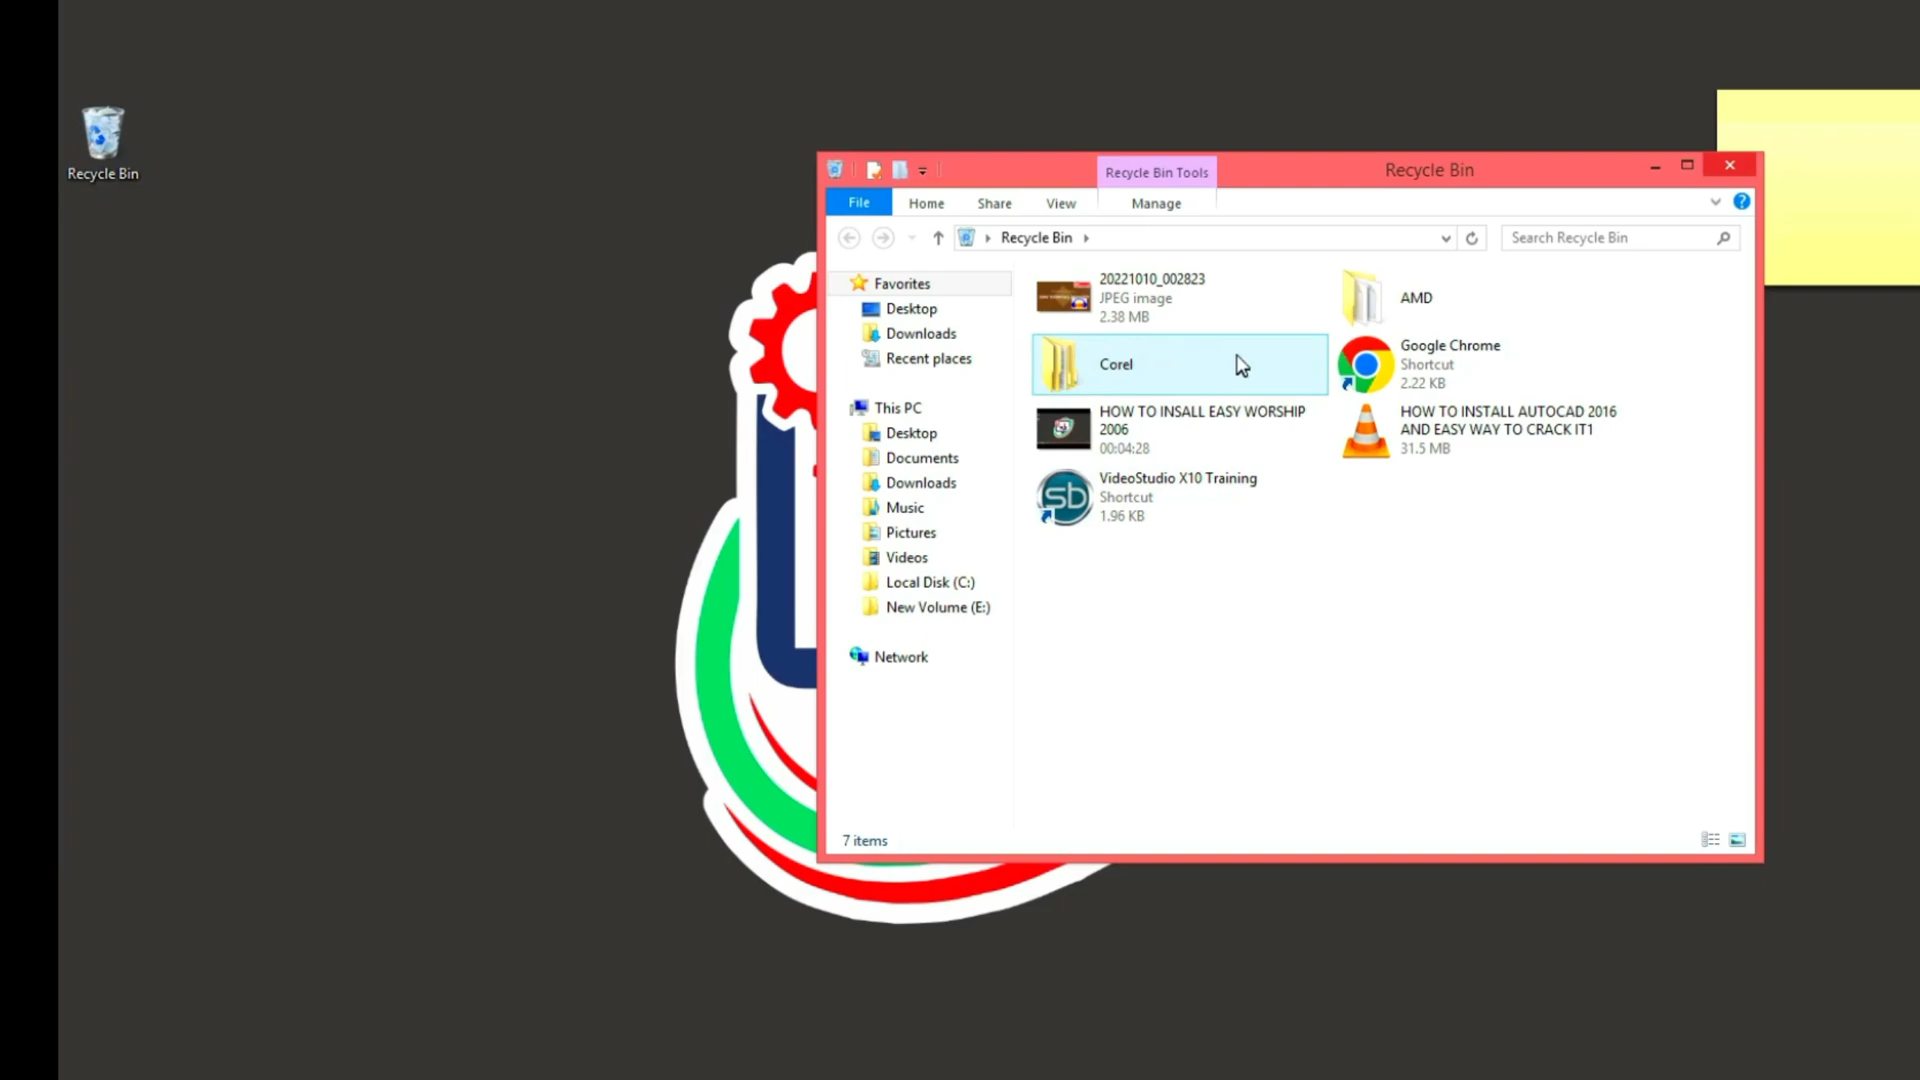 Recycle Bin
Recycle Bin Tools
Recycle Bin
File
Home
Share
View
Manage
Recycle Bin
Search Recycle Bin
Favorites
Desktop
Downloads
Recent places
This PC
Desktop
Documents
Downloads
Music
Pictures
Videos
Local Disk (C:)
New Volume (E:)
Network
20221010_002823
JPEG image
2.38 MB
AMD
Corel
Google Chrome
Shortcut
2.22 KB
HOW TO INSALL EASY WORSHIP
2006
00:04:28
HOW TO INSTALL AUTOCAD 2016
AND EASY WAY TO CRACK IT1
31.5 MB
sb
VideoStudio X10 Training
Shortcut
1.96 KB
7 items